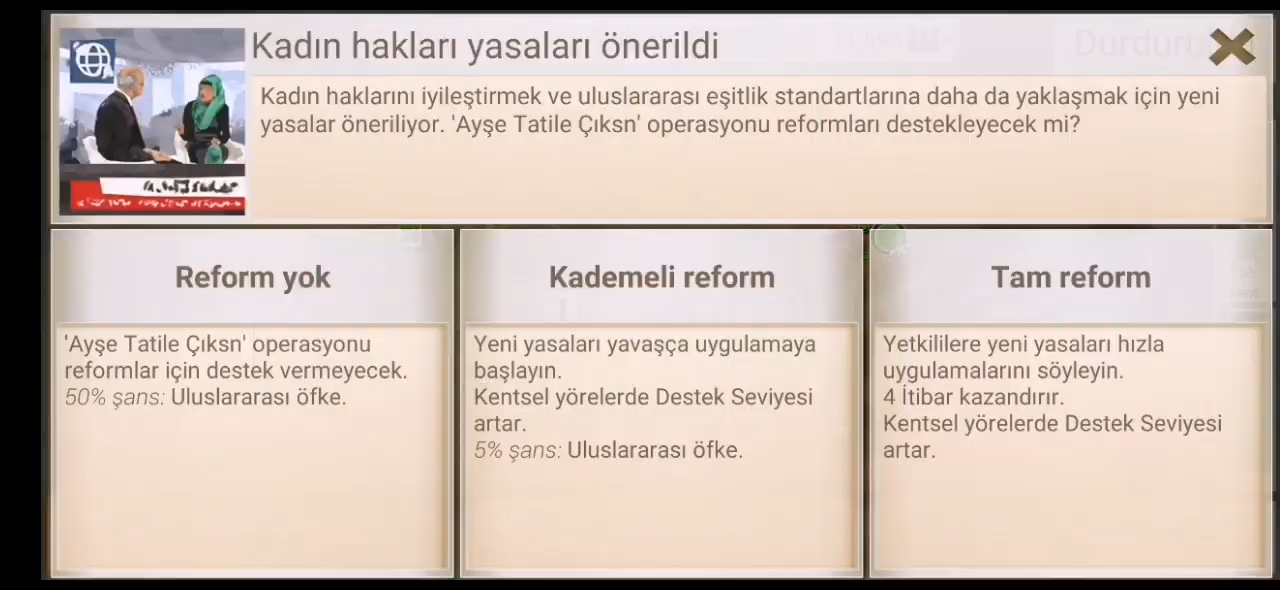 Kadın hakları yasaları önerildi
Kadın haklarını iyileştirmek ve uluslararası eşitlik standartlarına daha da yaklaşmak için yeni
yasalar öneriliyor. 'Ayşe Tatile Çıksn' operasyonu reformları destekleyecek mi?
Reform yok
'Ayşe Tatile Çıksn' operasyonu
reformlar için destek vermeyecek.
50% şans: Uluslararası öfke.
Kademeli reform
Yeni yasaları yavaşça uygulamaya
başlayın.
Kentsel yörelerde Destek Seviyesi
artar.
5% şans: Uluslararası öfke.
Tam reform
Yetkililere yeni yasaları hızla
uygulamalarını söyleyin.
4 İtibar kazandırır.
Kentsel yörelerde Destek Seviyesi
artar.